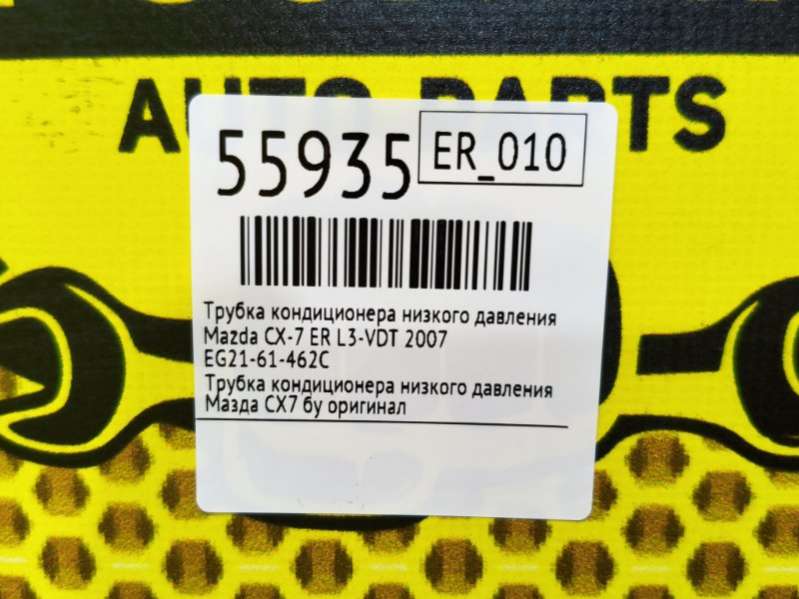 AUTO PARTS
55935
ER_010
Трубка кондиционера низкого давления
Mazda CX-7 ER L3-VDT 2007
EG21-61-462C
Трубка кондиционера низкого давления
Мазда СХ7 бу оригинал